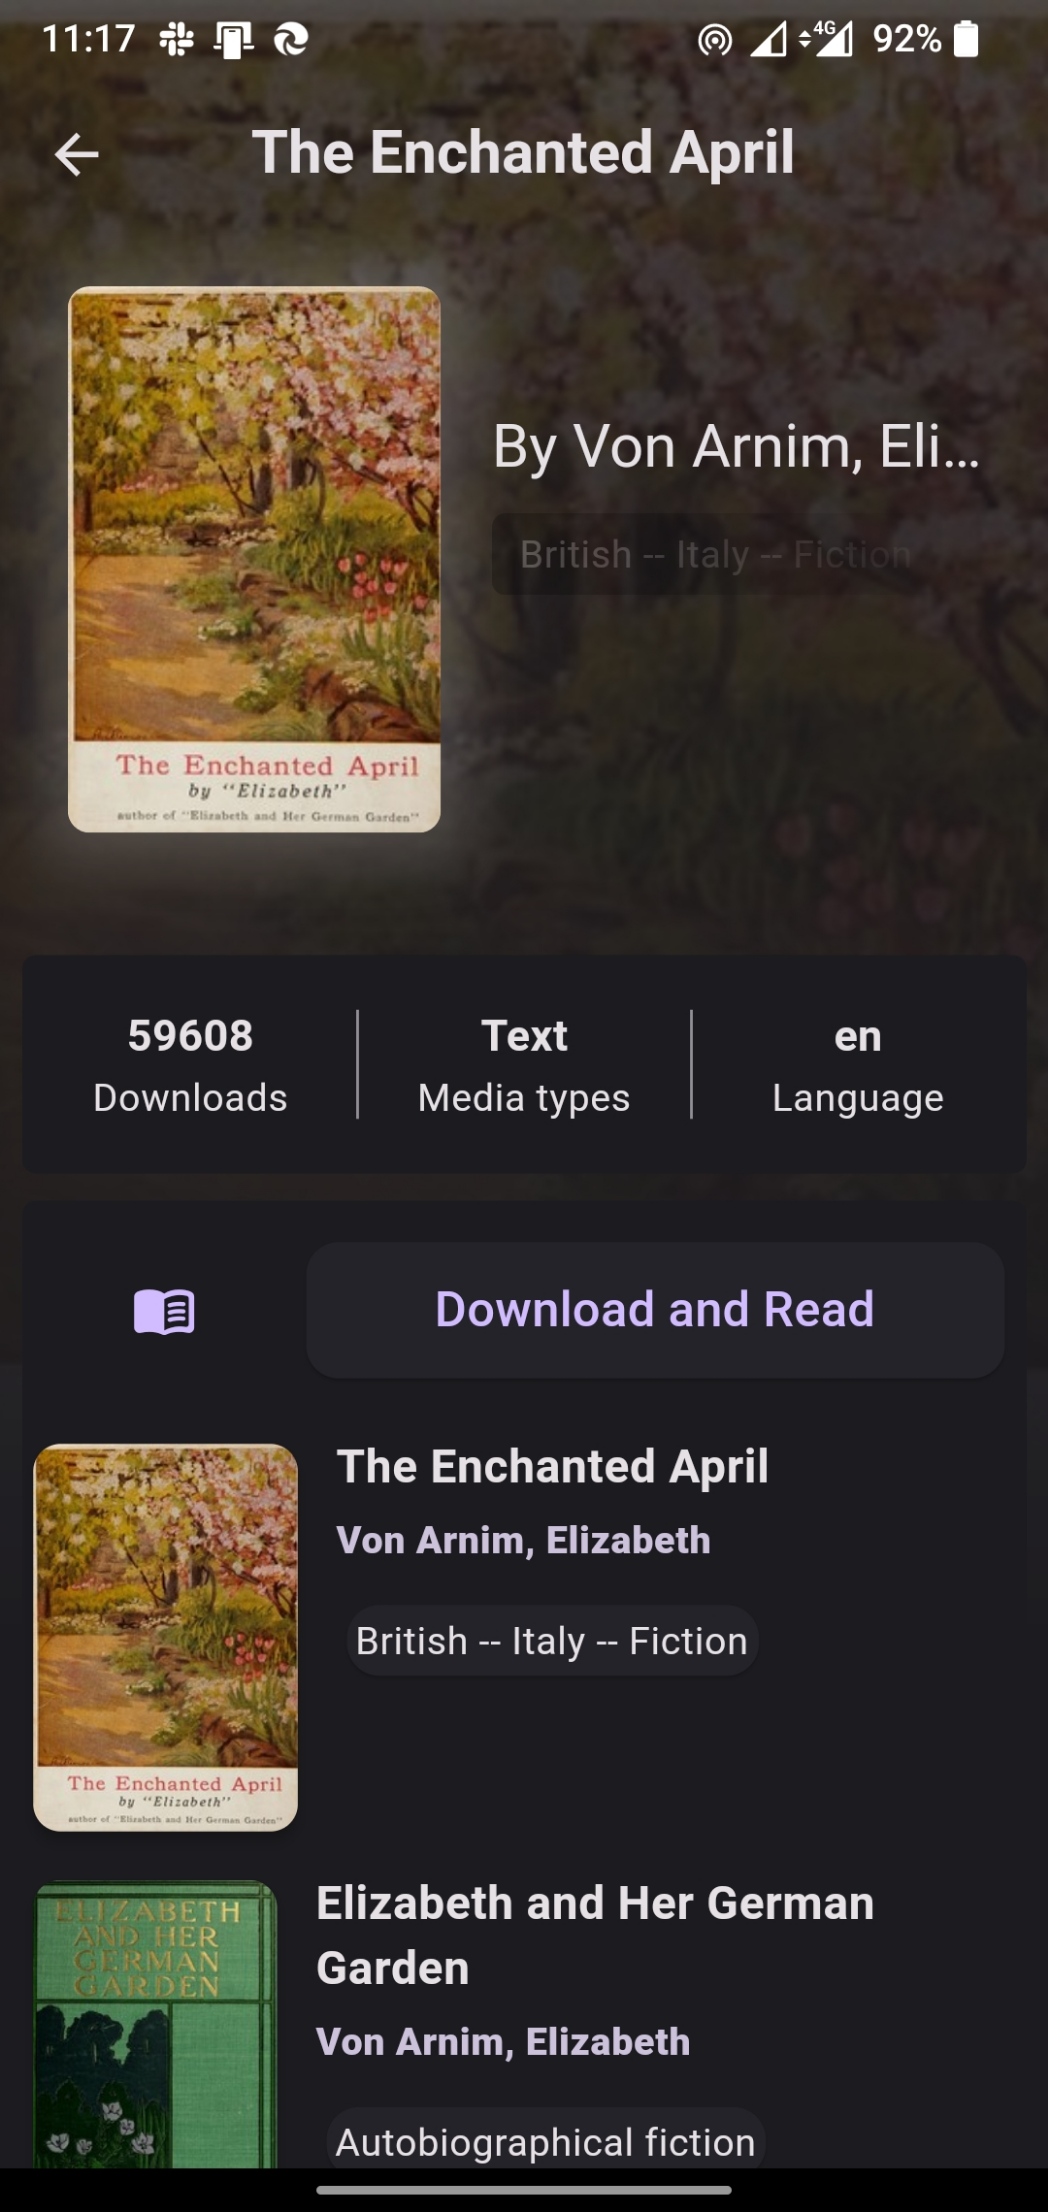 11:17
4G
92%
The Enchanted April
The Enchanted April
by "Elizabeth"
author of "Elizabeth and Her German Garden"
By Von Arnim, Eli...
British -- Italy -- Fiction
59608
Downloads
Text
Media types
en
Language
Download and Read
The Enchanted April
by "Elizabeth"
author of "Elizabeth and Her German Garden"
The Enchanted April
Von Arnim, Elizabeth
British -- Italy -- Fiction
ELIZABETH
AND HER
GERMAN
GARDEN
Elizabeth and Her German
Garden
Von Arnim, Elizabeth
Autobiographical fiction